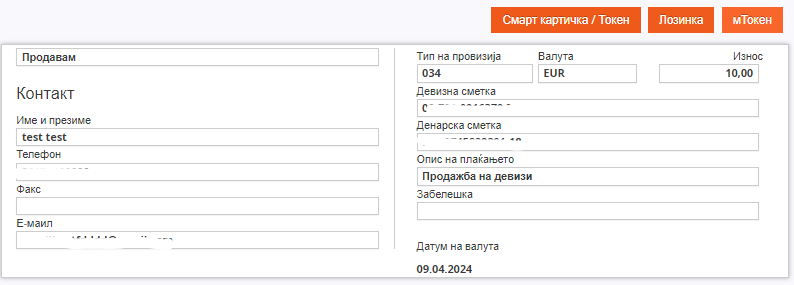 Смарт картичка / Токен
Лозинка
мТокен
Продавам
Контакт
Име и презиме
test test
Телефон
Факс
Е-маил
Тип на провизија
Валута
Износ
034
EUR
10,00
Девизна сметка
Денарска сметка
Опис на плаќањето
Продажба на девизи
Забелешка
Датум на валута
09.04.2024